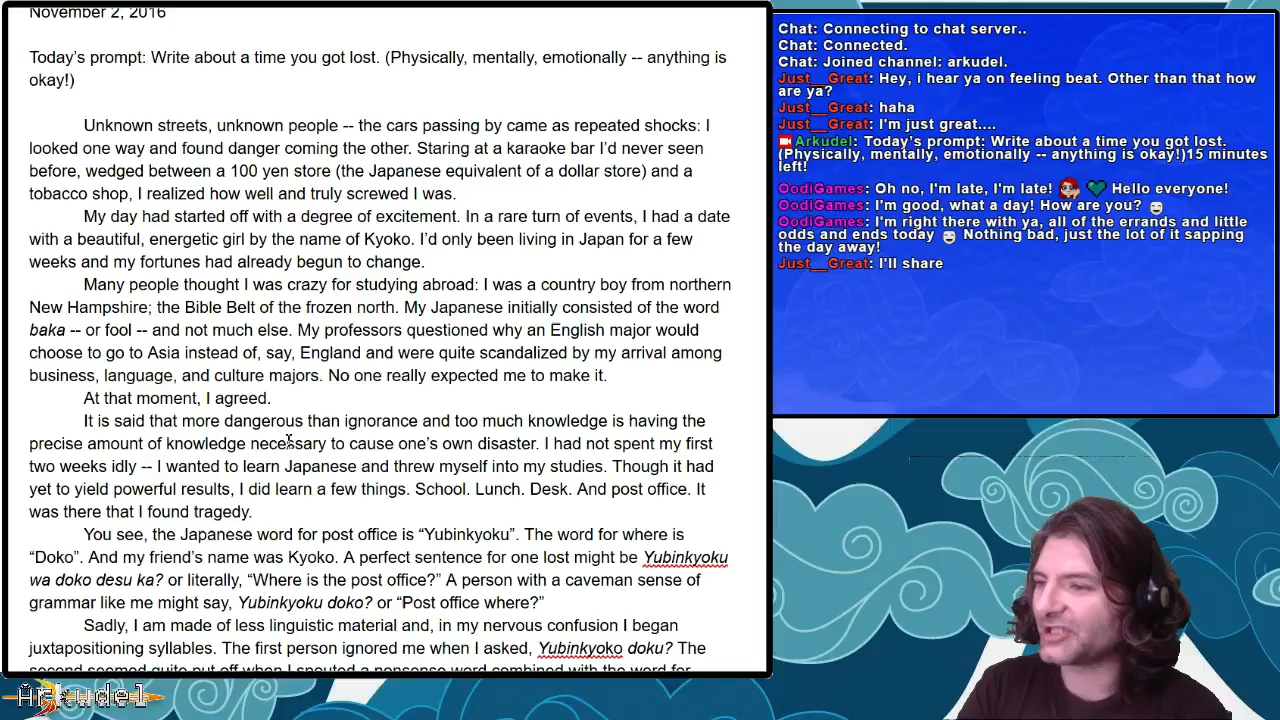 November 2, 2016
Today's prompt: Write about a time you got lost. (Physically, mentally, emotionally -- anything is
okay!)
Unknown streets, unknown people -- the cars passing by came as repeated shocks: I
looked one way and found danger coming the other. Staring at a karaoke bar I'd never seen
before, wedged between a 100 yen store (the Japanese equivalent of a dollar store) and a
tobacco shop, I realized how well and truly screwed I was.
My day had started off with a degree of excitement. In a rare turn of events, I had a date
with a beautiful, energetic girl by the name of Kyoko. I'd only been living in Japan for a few
weeks and my fortunes had already begun to change.
Many people thought I was crazy for studying abroad: I was a country boy from northern
New Hampshire; the Bible Belt of the frozen north. My Japanese initially consisted of the word
baka -- or fool -- and not much else. My professors questioned why an English major would
choose to go to Asia instead of, say, England and were quite scandalized by my arrival among
business, language, and culture majors. No one really expected me to make it.
At that moment, I agreed.
It is said that more dangerous than ignorance and too much knowledge is having the
precise amount of knowledge necessary to cause one's own disaster. I had not spent my first
two weeks idly -- I wanted to learn Japanese and threw myself into my studies. Though it had
yet to yield powerful results, I did learn a few things. School. Lunch. Desk. And post office. It
was there that I found tragedy.
You see, the Japanese word for post office is “Yubinkyoku”. The word for where is
“Doko”. And my friend's name was Kyoko. A perfect sentence for one lost might be Yubinkyoku
wa doko desu ka? or literally, “Where is the post office?” A person with a caveman sense of
grammar like me might say, Yubinkyoku doko? or “Post office where?”
Sadly, I am made of less linguistic material and, in my nervous confusion I began
juxtapositioning syllables. The first person ignored me when I asked, Yubinkyoko doku? The
second seemed quite put off when I spouted a nonsense word combined with the word for
Chat: Connecting to chat server..
Chat: Connected.
Chat: Joined channel: arkudel.
Just__Great: Hey, i hear ya on feeling beat. Other than that how
are ya?
Just__Great: haha
Just__Great: I'm just great....
Arkudel: Today's prompt: Write about a time you got lost.
(Physically, mentally, emotionally -- anything is okay!)15 minutes
left!
OodiGames: Oh no, I'm late, I'm late! Hello everyone!
OodiGames: I'm good, what a day! How are you?
OodiGames: I'm right there with ya, all of the errands and little
odds and ends today Nothing bad, just the lot of it sapping
the day away!
Just__Great: I'll share
Arkudel